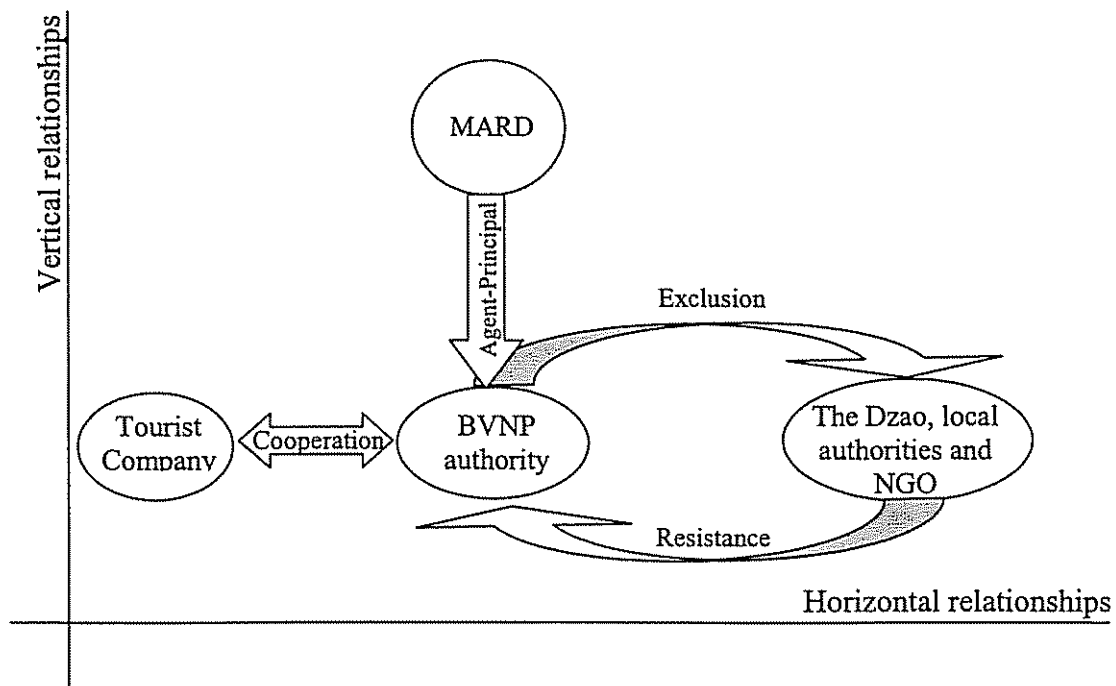 Vertical relationships
MARD
Agent-Principal
Exclusion
Tourist
Company
Cooperation
BVNP
authority
The Dzao, local
authorities and
NGO
Resistance
Horizontal relationships